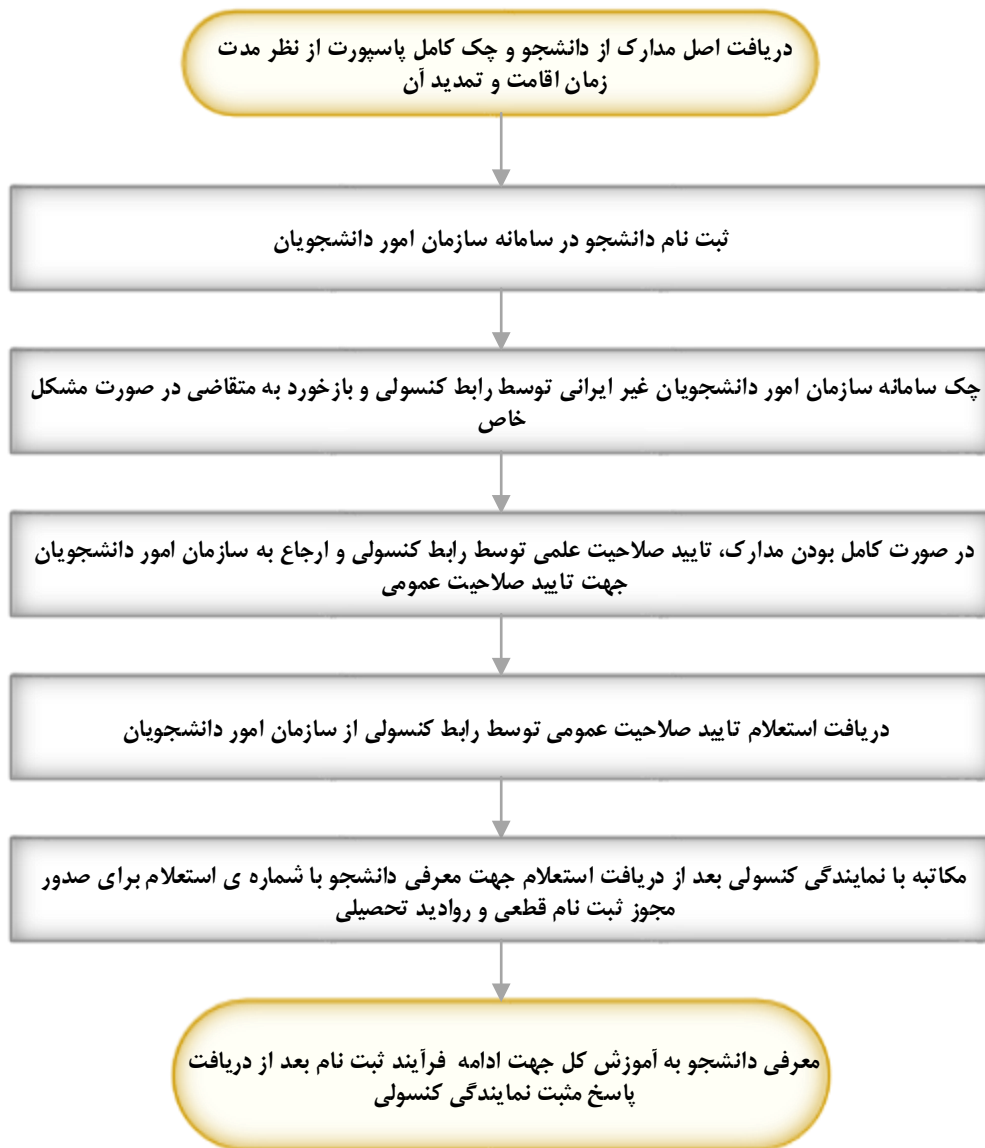 دریافت اصل مدارک از دانشجو و چک کامل پاسپورت از نظر مدت
زمان اقامت و تمدید آن
ثبت نام دانشجو در سامانه سازمان امور دانشجویان
چک سامانه سازمان امور دانشجویان غیر ایرانی توسط رابط کنسولی و بازخورد به متقاضی در صورت مشکل
خاص
در صورت کامل بودن مدارک، تایید صلاحیت علمی توسط رابط کنسولی و ارجاع به سازمان امور دانشجویان
جهت تایید صلاحیت عمومی
دریافت استعلام تایید صلاحیت عمومی توسط رابط کنسولی از سازمان امور دانشجویان
مکاتبه با نمایندگی کنسولی بعد از دریافت استعلام جهت معرفی دانشجو با شماره ی استعلام برای صدور
مجوز ثبت نام قطعی و روادید تحصیلی
معرفی دانشجو به آموزش کل جهت ادامه فرآیند ثبت نام بعد از دریافت
پاسخ مثبت نمایندگی کنسولی